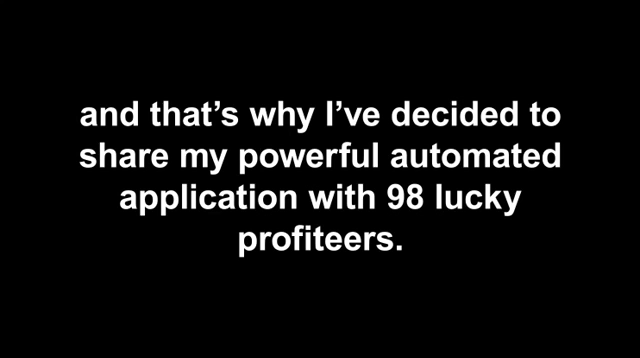 and that’s why I’ve decided to
share my powerful automated
application with 98 lucky
profiteers.